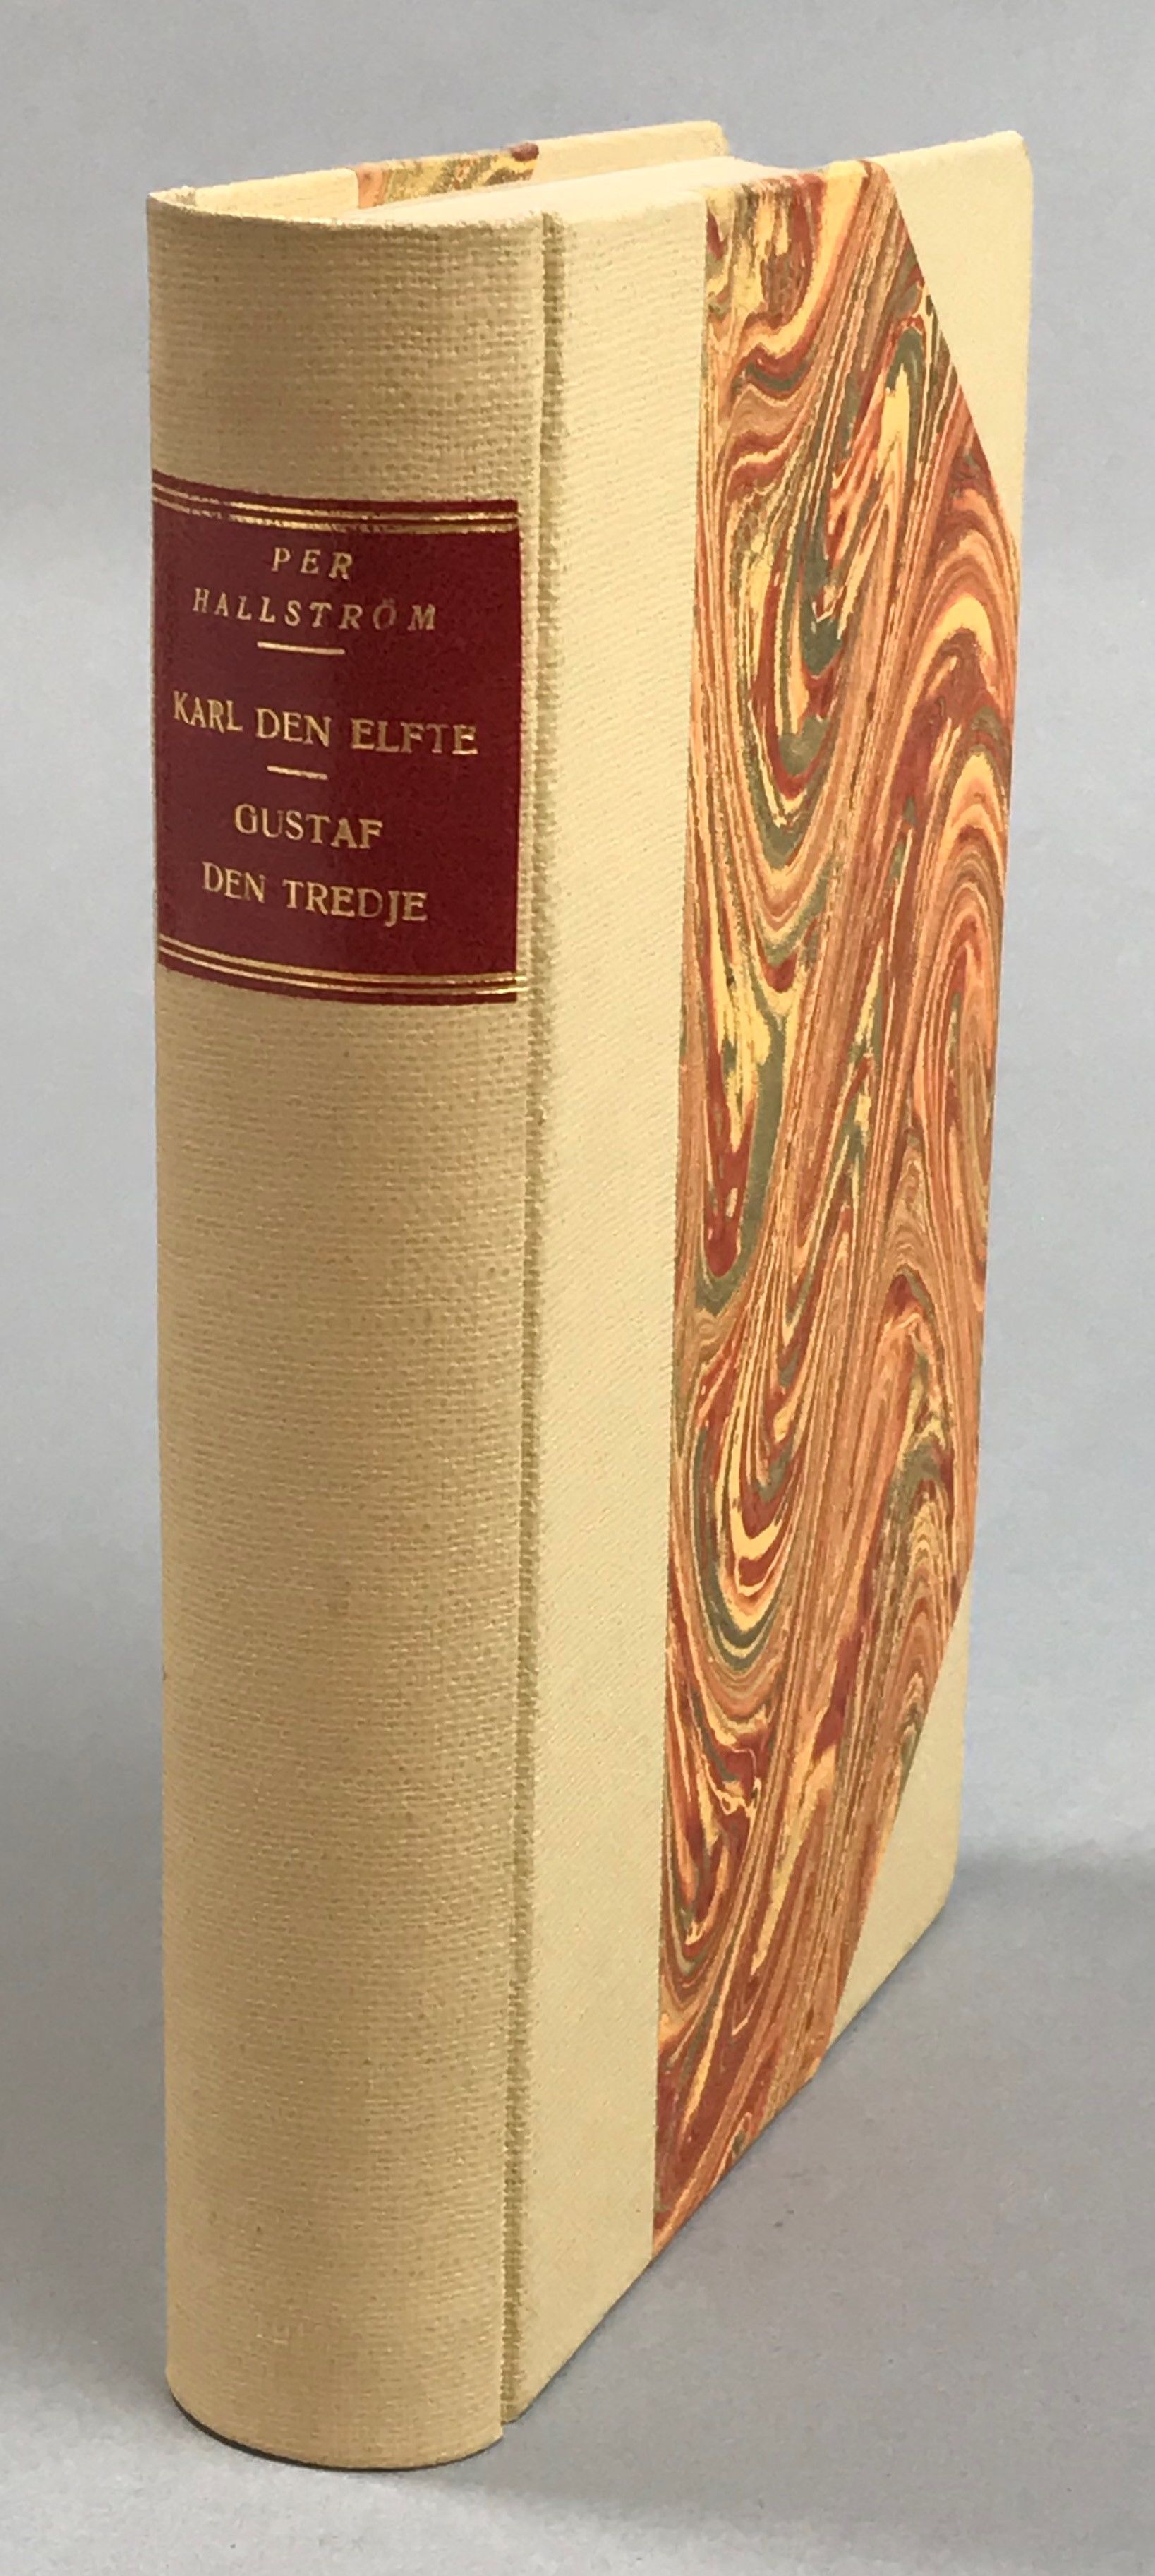 PER
HALLSTRÖM
KARL DEN ELFTE
GUSTAF
DEN TREDJE